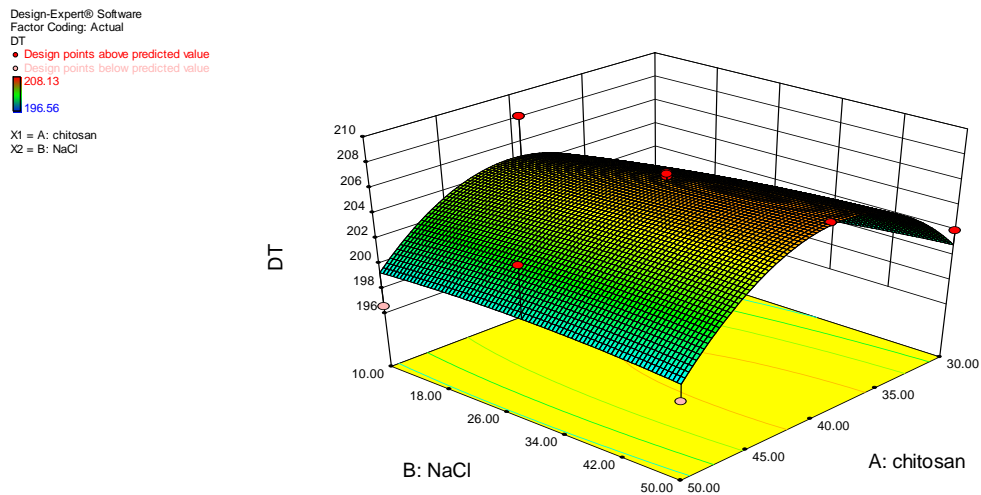 Design-Expert® Software
Factor Coding: Actual
DT
Design points above predicted value
Design points below predicted value
208.13
196.56
X1 = A: chitosan
X2 = B: NaCl
210
208
206
204
202
200
198
196
DT
10.00
18.00
26.00
34.00
42.00
50.00
50.00
45.00
40.00
35.00
30.00
B: NaCl
A: chitosan